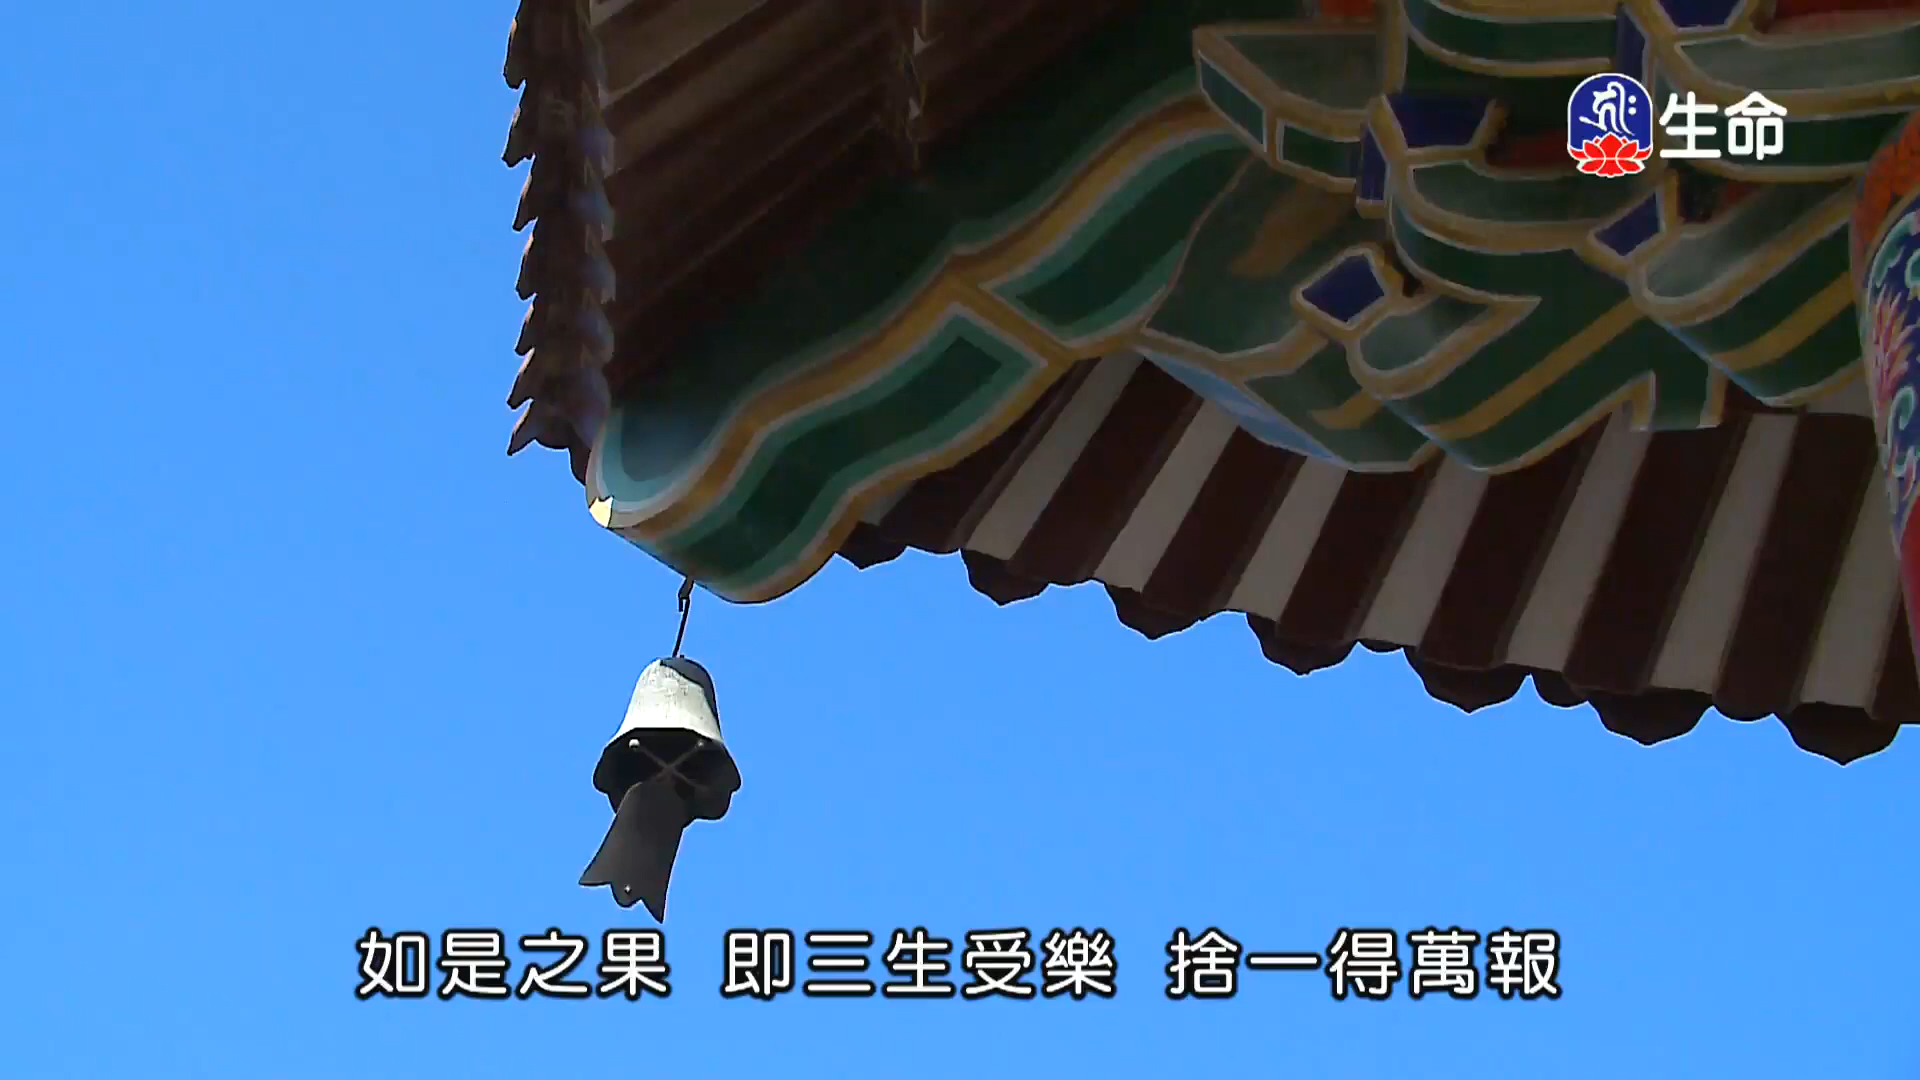 生命
如是之果 即三生受樂 捨一得萬報